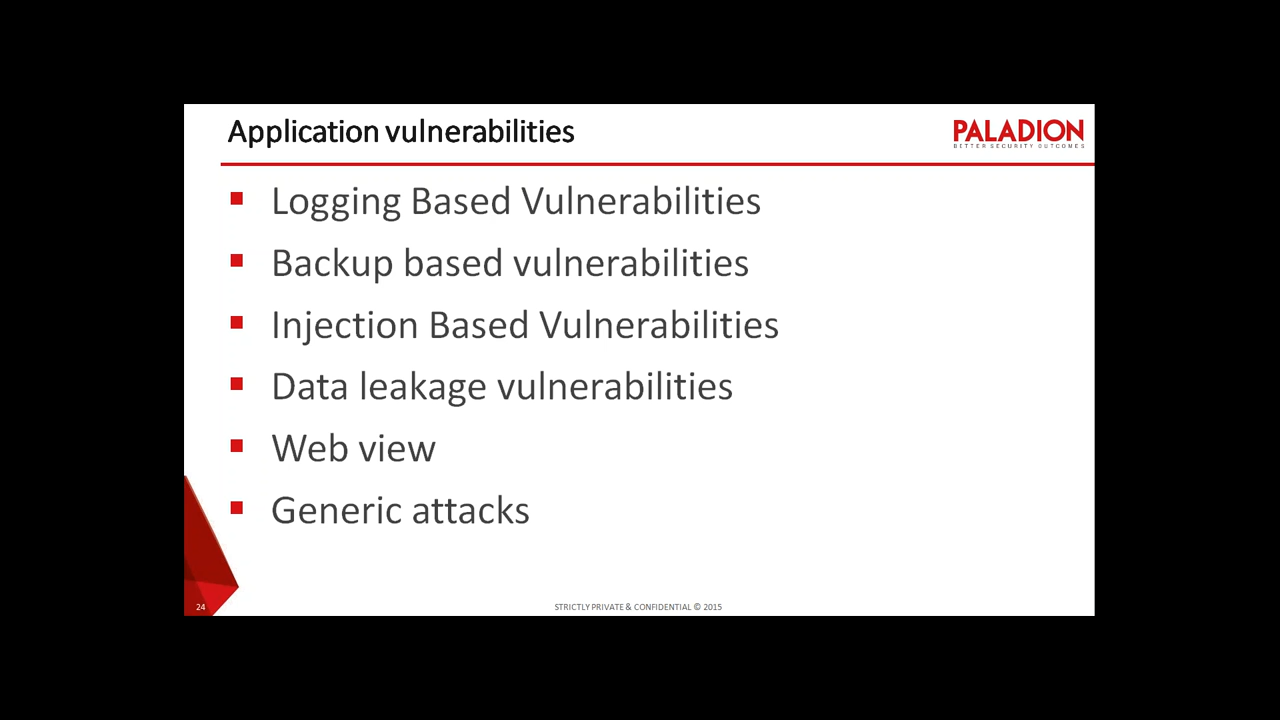 Application vulnerabilities
PALADION
BETTER SECURITY OUTCOMES
Logging Based Vulnerabilities
Backup based vulnerabilities
Injection Based Vulnerabilities
Data leakage vulnerabilities
Web view
Generic attacks
24
STRICTLY PRIVATE & CONFIDENTIAL © 2015